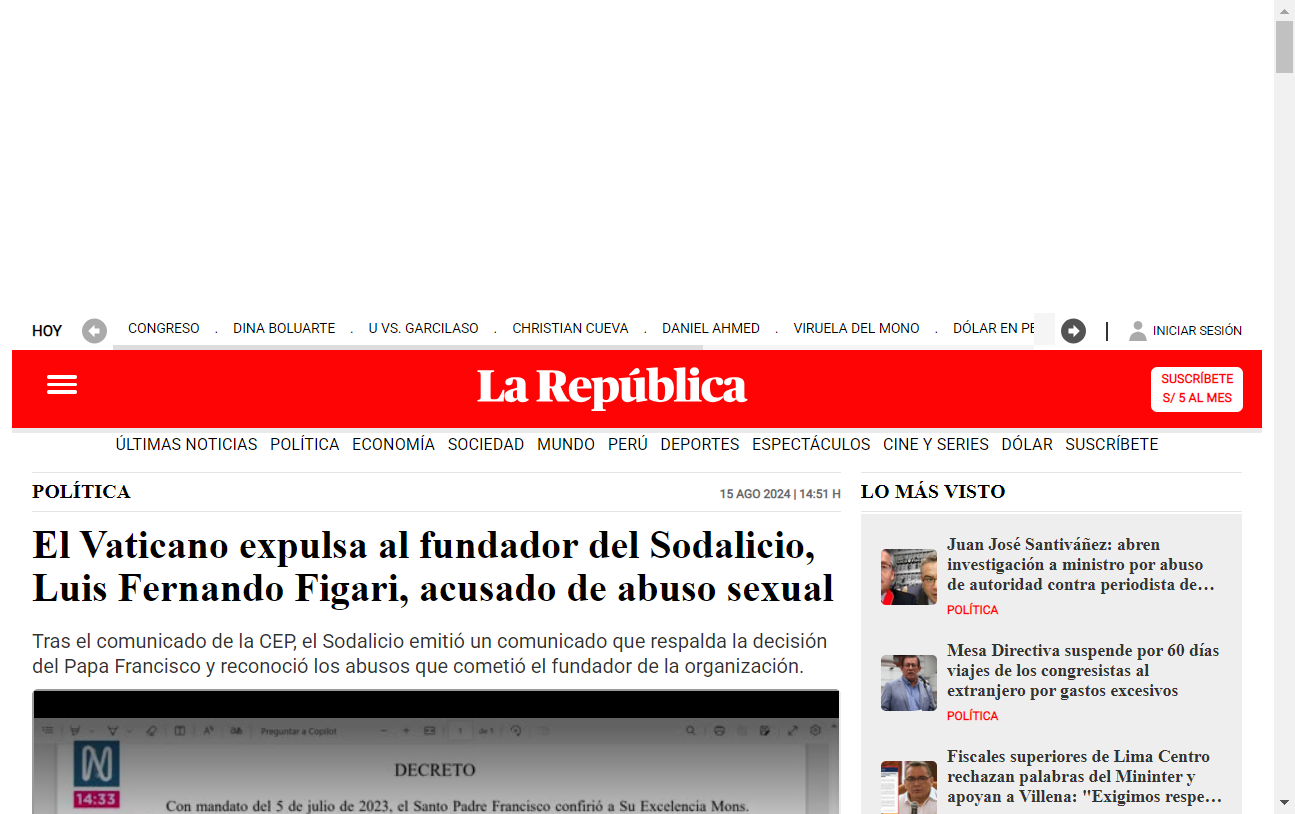 HOY
CONGRESO . DINA BOLUARTE . U VS. GARCILASO . CHRISTIAN CUEVA . DANIEL AHMED . VIRUELA DEL MONO . DÓLAR EN PE
INICIAR SESIÓN
La República
SUSCRÍBETE
S/ 5 AL MES
ÚLTIMAS NOTICIAS POLÍTICA ECONOMÍA SOCIEDAD MUNDO PERÚ DEPORTES ESPECTÁCULOS CINE Y SERIES DÓLAR SUSCRÍBETE
POLÍTICA
15 AGO 2024 | 14:51 H
El Vaticano expulsa al fundador del Sodalicio,
Luis Fernando Figari, acusado de abuso sexual
Tras el comunicado de la CEP, el Sodalicio emitió un comunicado que respalda la decisión
del Papa Francisco y reconoció los abusos que cometió el fundador de la organización.
Preguntar a Copilot
1 de 1
N
14:33
DECRETO
Con mandato del 5 de julio de 2023, el Santo Padre Francisco confirió a Su Excelencia Mons.
LO MÁS VISTO
Juan José Santiváñez: abren
investigación a ministro por abuso
de autoridad contra periodista de…
POLÍTICA
Mesa Directiva suspende por 60 días
viajes de los congresistas al
extranjero por gastos excesivos
POLÍTICA
Fiscales superiores de Lima Centro
rechazan palabras del Mininter y
apoyan a Villena: "Exigimos respe…